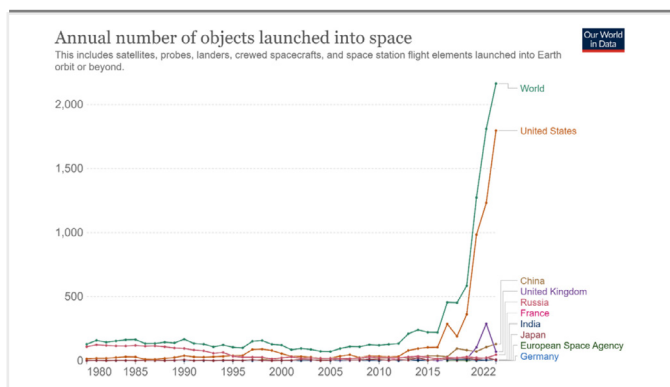 Annual number of objects launched into space
Our World
in Data
This includes satellites, probes, landers, crewed spacecrafts, and space station flight elements launched into Earth
orbit or beyond.
World
2,000
United States
1,500
1,000
China
500
United Kingdom
Russia
France
India
Japan
European Space Agency
0
Germany
1980 1985 1990 1995 2000 2005 2010 2015 2022